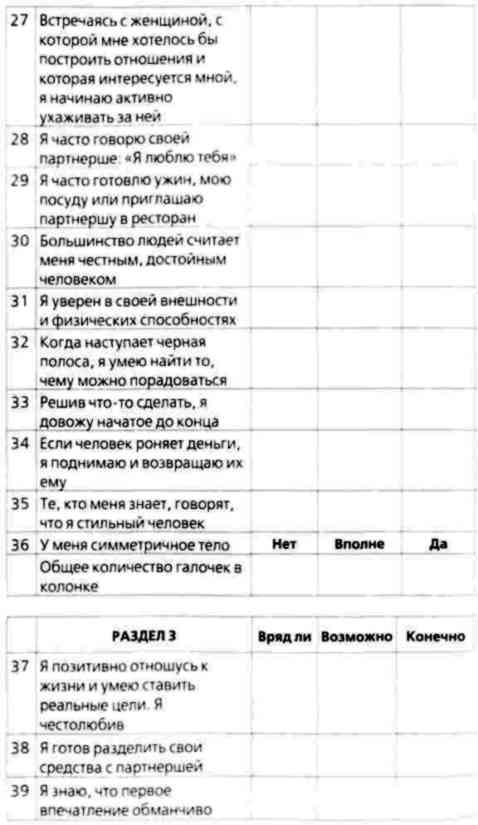 27 Встречаясь с женщиной, с
которой мне хотелось бы
построить отношения и
которая интересуется мной,
я начинаю активно
ухаживать за ней
28 Я часто говорю своей
партнерше: «Я люблю тебя»
29 Я часто готовлю ужин, мою
посуду или приглашаю
партнершу в ресторан
30 Большинство людей считает
меня честным, достойным
человеком
31 Я уверен в своей внешности
и физических способностях
32 Когда наступает черная
полоса, я умею найти то,
чему можно порадоваться
33 Решив что-то сделать, я
довожу начатое до конца
34 Если человек роняет деньги,
я поднимаю и возвращаю их
ему
35 Те, кто меня знает, говорят,
что я стильный человек
36 У меня симметричное тело Нет Вполне Да
Общее количество галочек в
колонке
РАЗДЕЛ 3 Вряд ли Возможно Конечно
37 Я позитивно отношусь к
жизни и умею ставить
реальные цели. Я
честолюбив
38 Я готов разделить свои
средства с партнершей
39 Я знаю, что первое
впечатление обманчиво